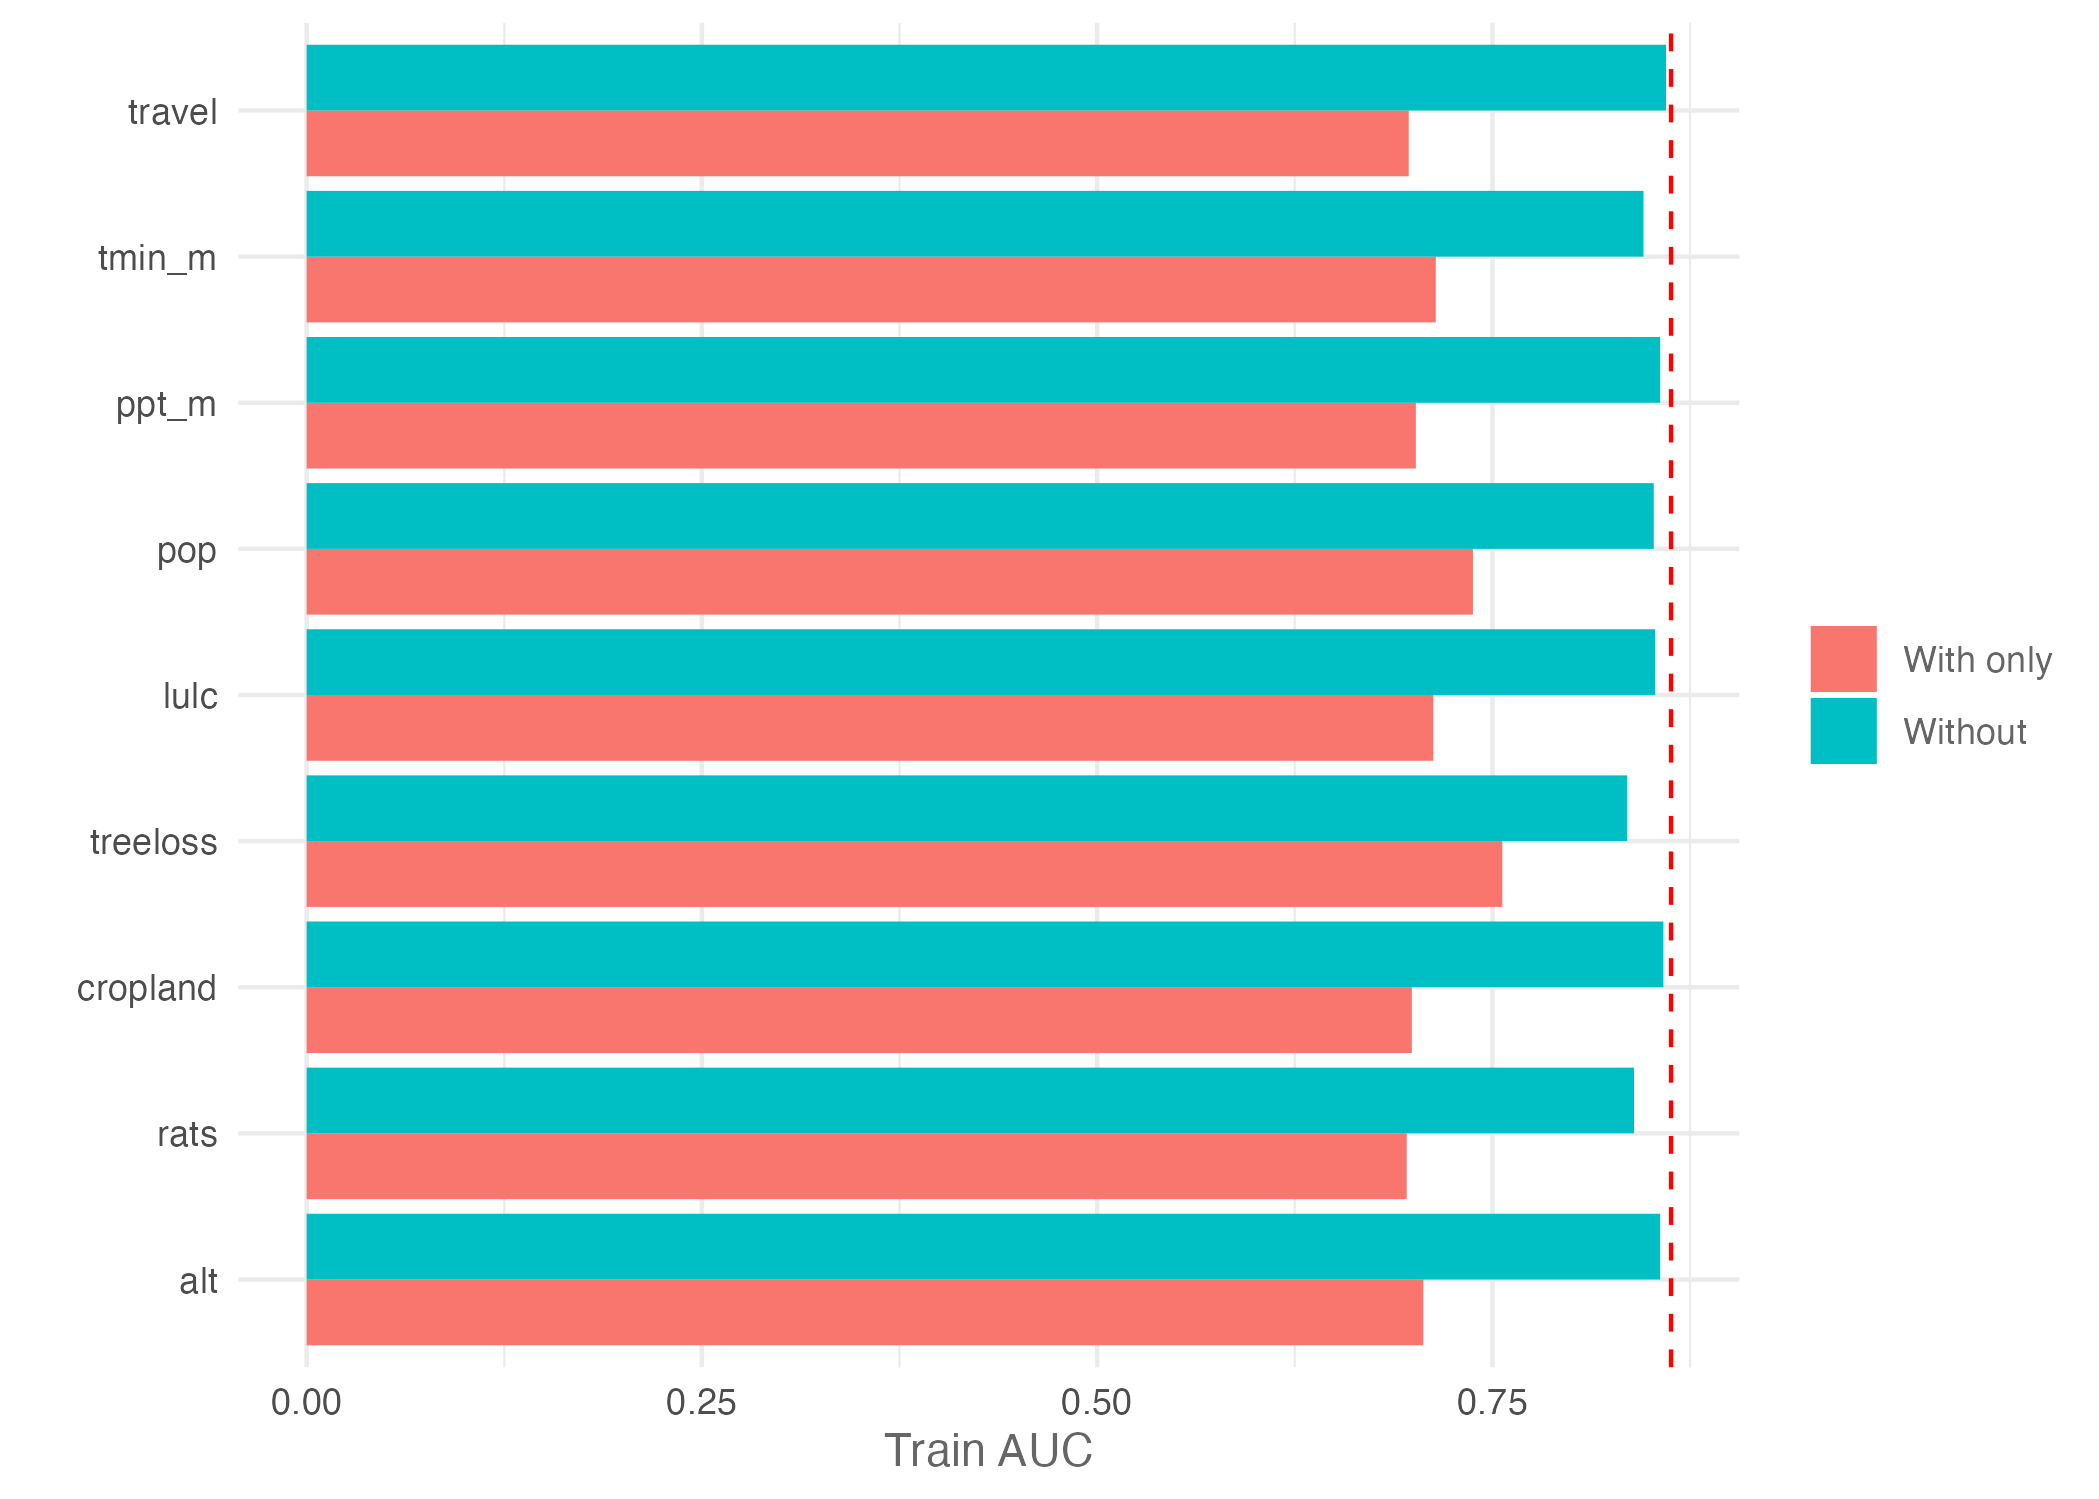 travel
tmin_m
ppt_m
pop
lulc
treeloss
cropland
rats
alt
0.00 0.25 0.50 0.75
Train AUC
With only
Without